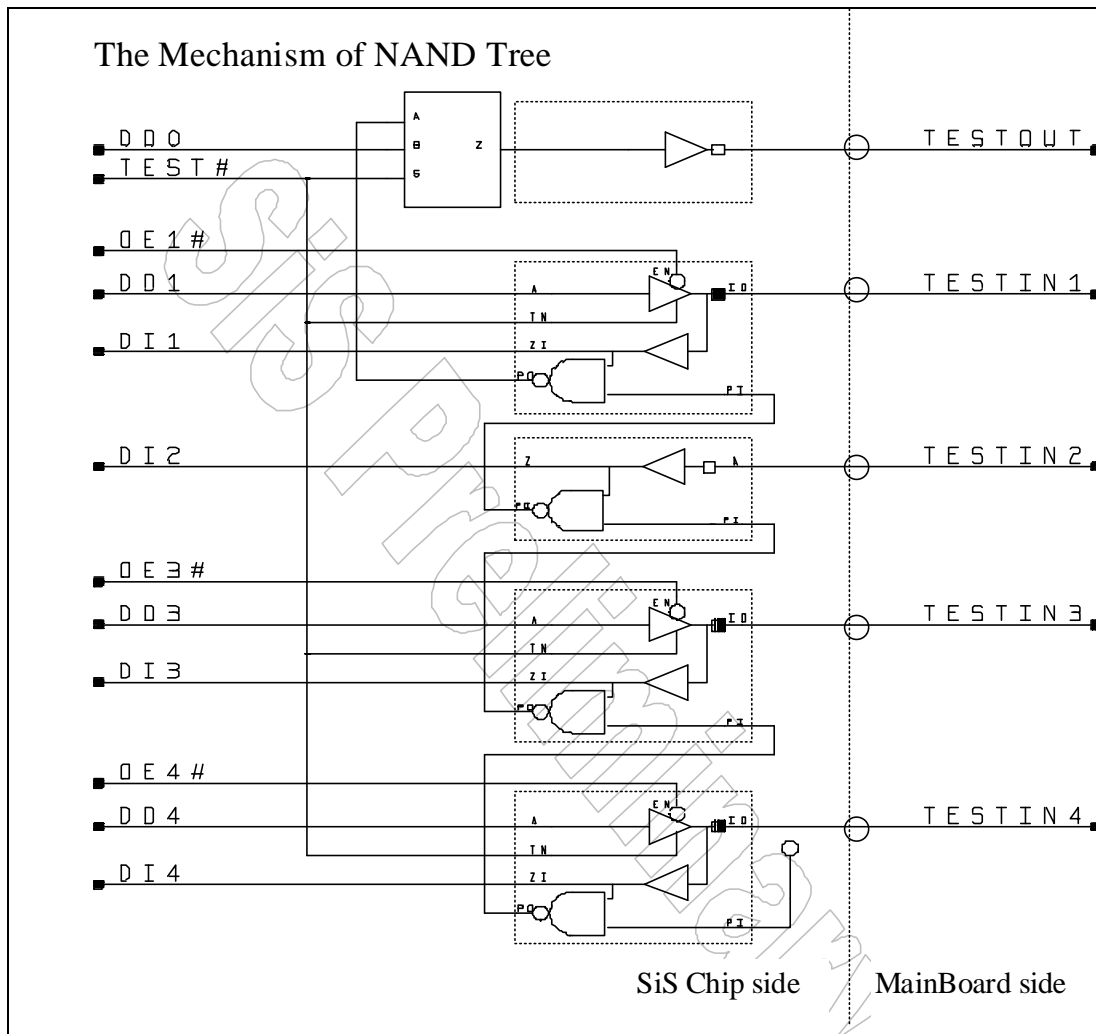 The Mechanism of NAND Tree
A
DO0
B
Z
TESTOUT
TEST#
S
OE1#
EN
DO1
A
IO
TESTIN1
TN
DI1
ZI
PO
PI
DI2
Z
A
TESTIN2
PO
PI
OE3#
EN
DO3
A
IO
TESTIN3
TN
DI3
ZI
PO
PI
OE4#
EN
DO4
A
IO
TESTIN4
TN
DI4
ZI
PO
PI
SiS Chip side
MainBoard side
SiS Preliminary